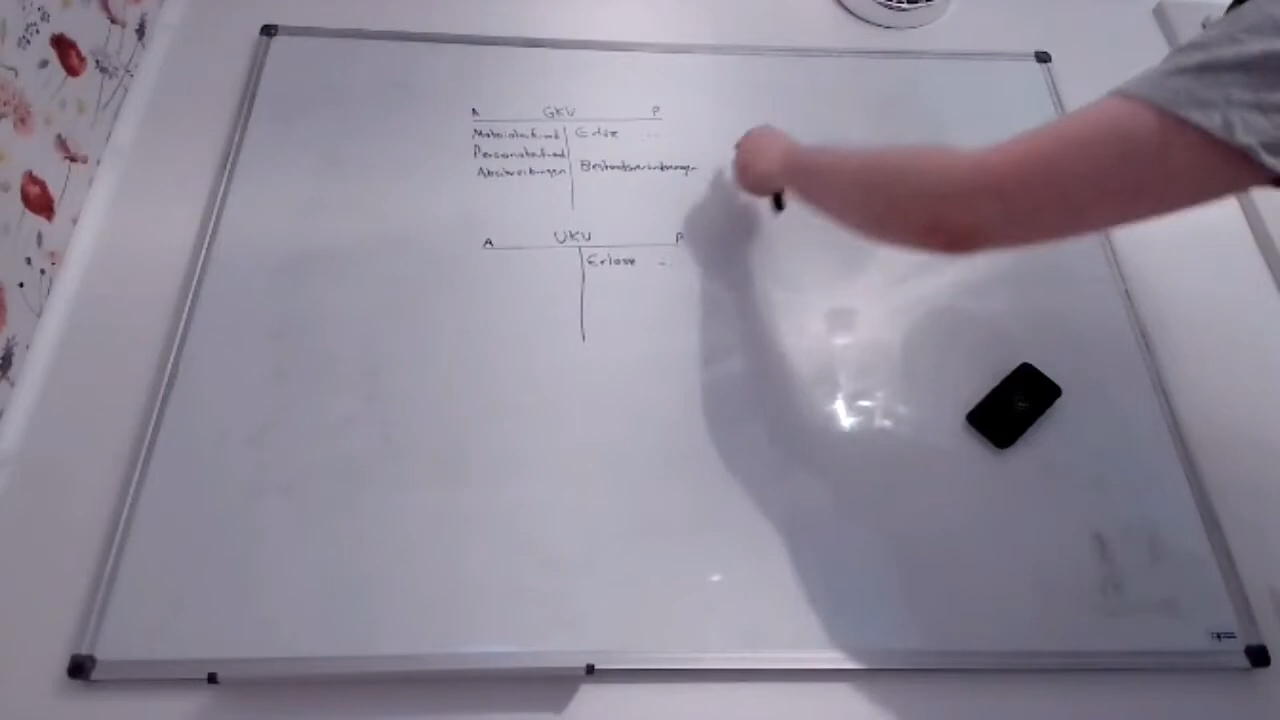 A GKV P
Materialaufwand Erlöse ...
Personalaufwand
Abschreibungen Bestandsveränderungen
A UKV P
Erlöse ...